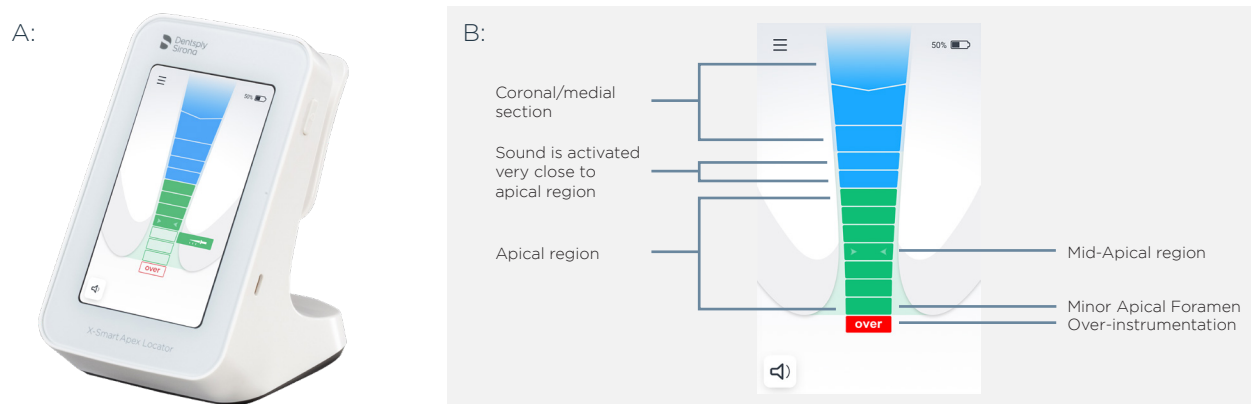 A:
Dentsply
Sirona
50%
over
X-Smart Apex Locator
B:
50%
Coronal/medial
section
Sound is activated
very close to
apical region
Apical region
Mid-Apical region
Minor Apical Foramen
over
Over-instrumentation